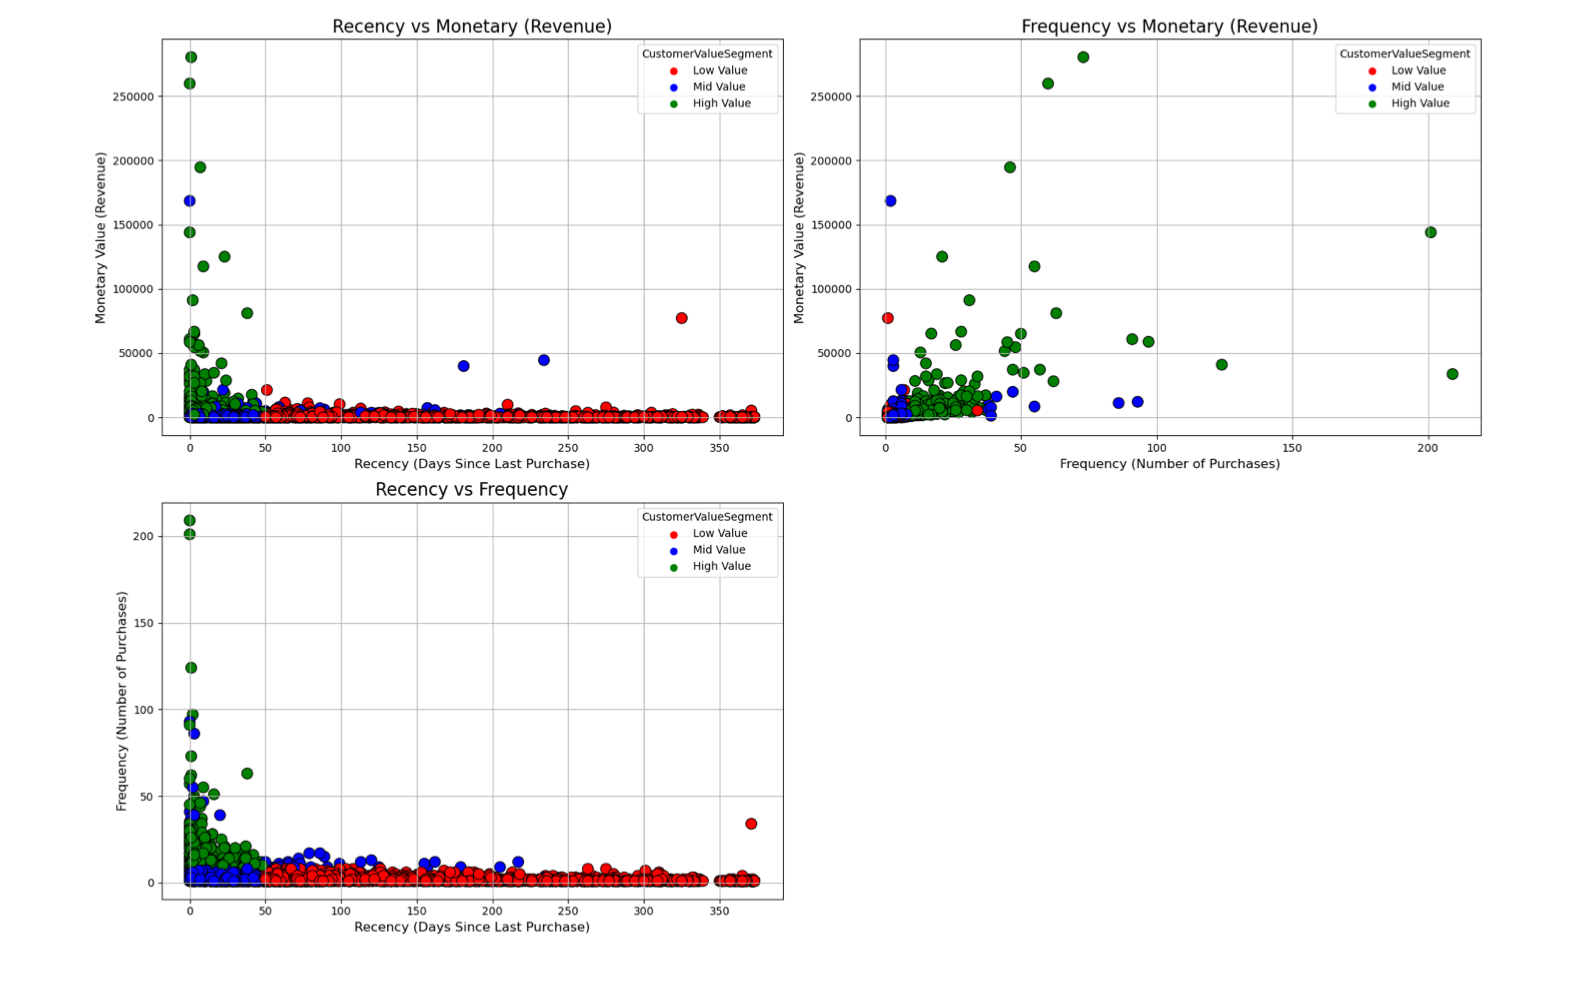 Recency vs Monetary (Revenue)
CustomerValueSegment
Low Value
Mid Value
High Value
Monetary Value (Revenue)
250000
200000
150000
100000
50000
0
0 50 100 150 200 250 300 350
Recency (Days Since Last Purchase)
Frequency vs Monetary (Revenue)
CustomerValueSegment
Low Value
Mid Value
High Value
Monetary Value (Revenue)
250000
200000
150000
100000
50000
0
0 50 100 150 200
Frequency (Number of Purchases)
Recency vs Frequency
CustomerValueSegment
Low Value
Mid Value
High Value
Frequency (Number of Purchases)
200
150
100
50
0
0 50 100 150 200 250 300 350
Recency (Days Since Last Purchase)